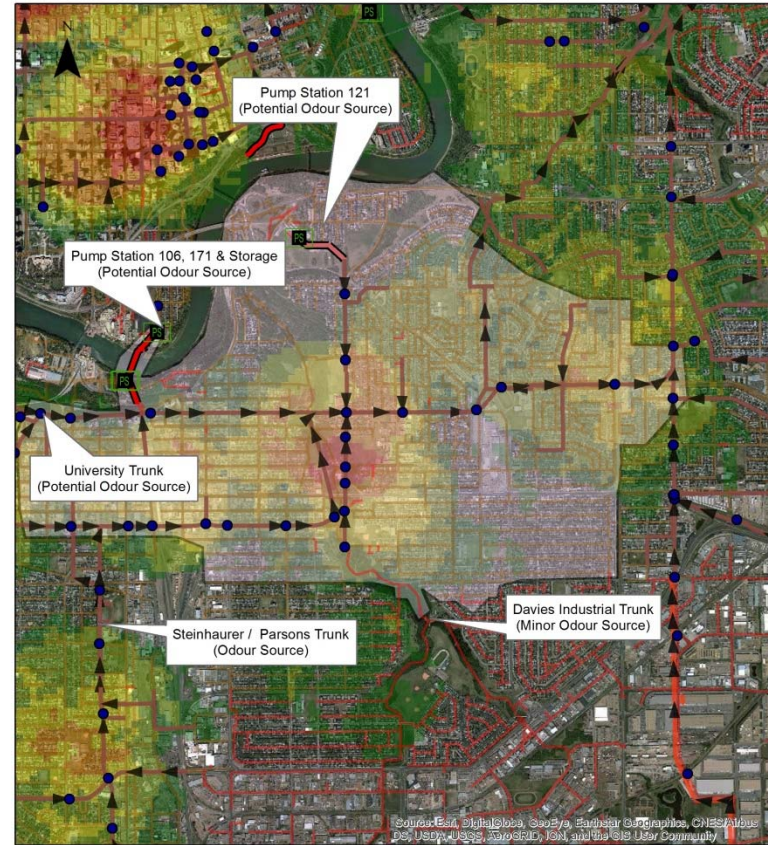 N
PS
Pump Station 121
(Potential Odour Source)
PS
Pump Station 106, 171 & Storage
(Potential Odour Source)
PS
PS
University Trunk
(Potential Odour Source)
Steinhaurer / Parsons Trunk
(Odour Source)
Davies Industrial Trunk
(Minor Odour Source)
Source: Esri, DigitalGlobe, GeoEye, Earthstar Geographics, CNES/Airbus
DS, USDA, USGS, AeroGRID, IGN, and the GIS User Community